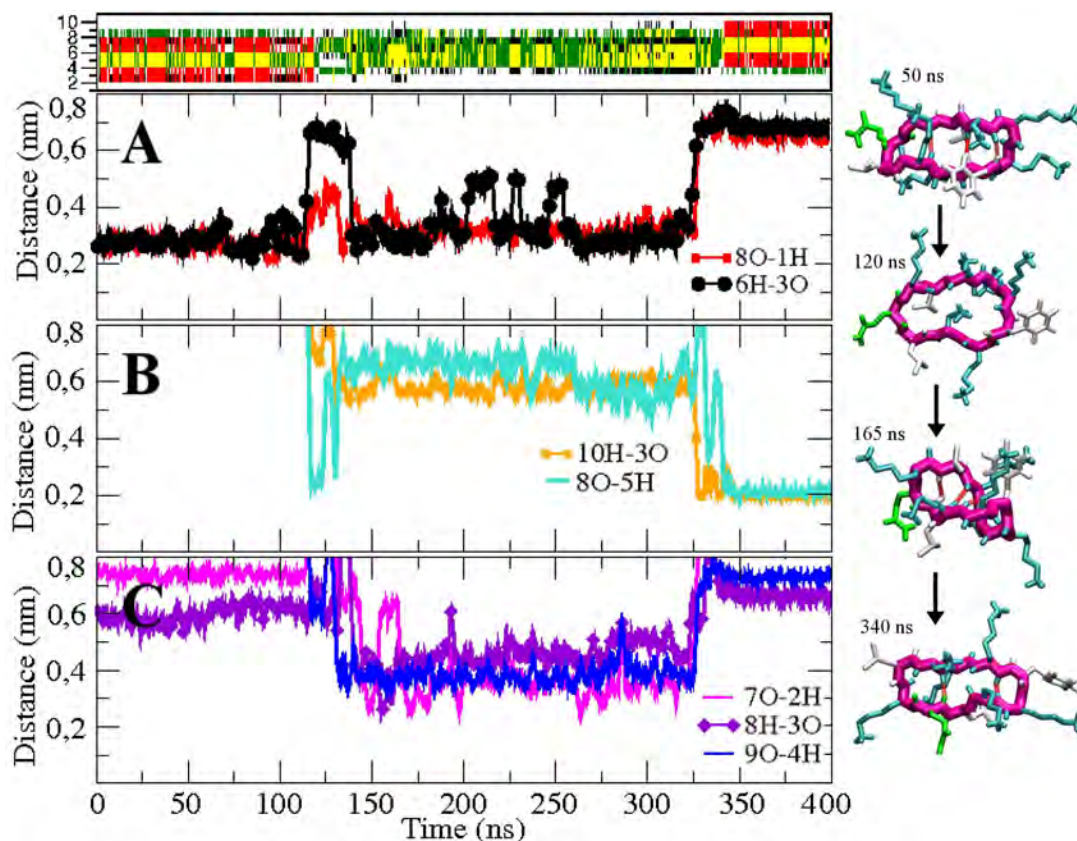 10
8
6
4
2
0,8
0,6
0,4
0,2
Distance (nm)
A
8O-1H
6H-3O
0,8
0,6
0,4
0,2
Distance (nm)
B
10H-3O
8O-5H
0,8
0,6
0,4
0,2
Distance (nm)
C
7O-2H
8H-3O
9O-4H
0 50 100 150 200 250 300 350 400
Time (ns)
50 ns
120 ns
165 ns
340 ns